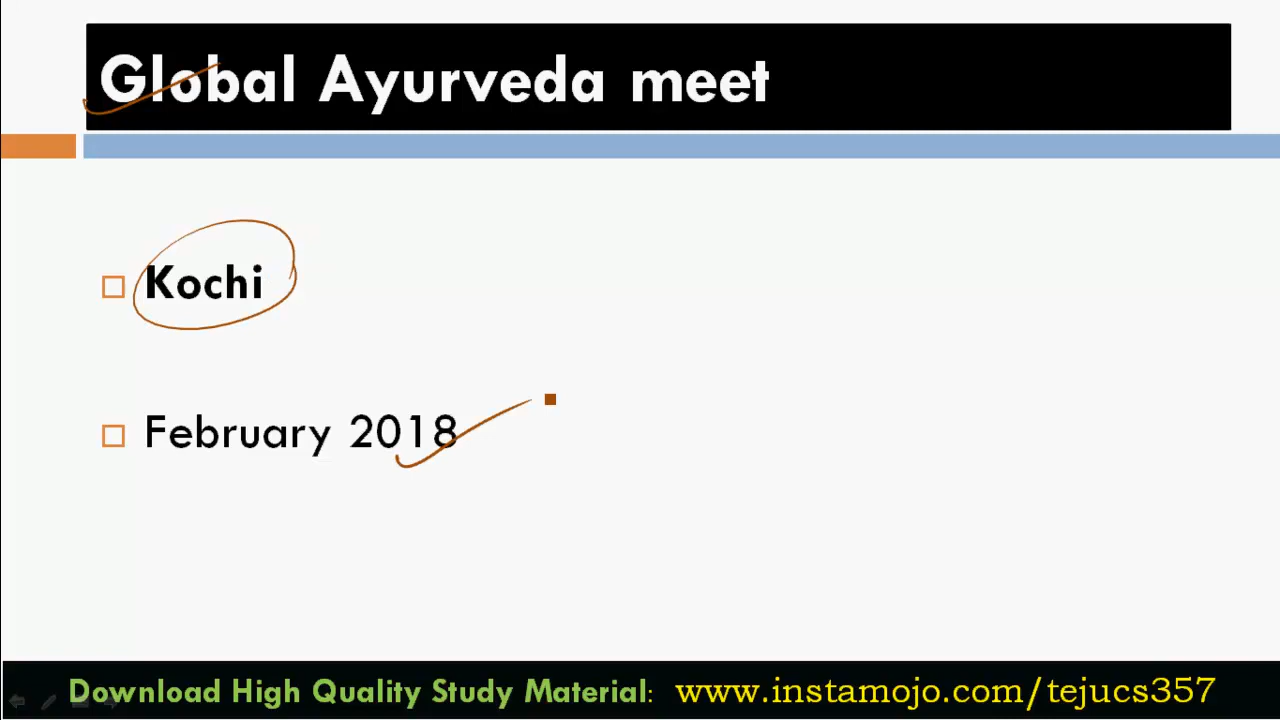 Global Ayurveda meet
Kochi
February 2018
Download High Quality Study Material: www.instamojo.com/tejucs357